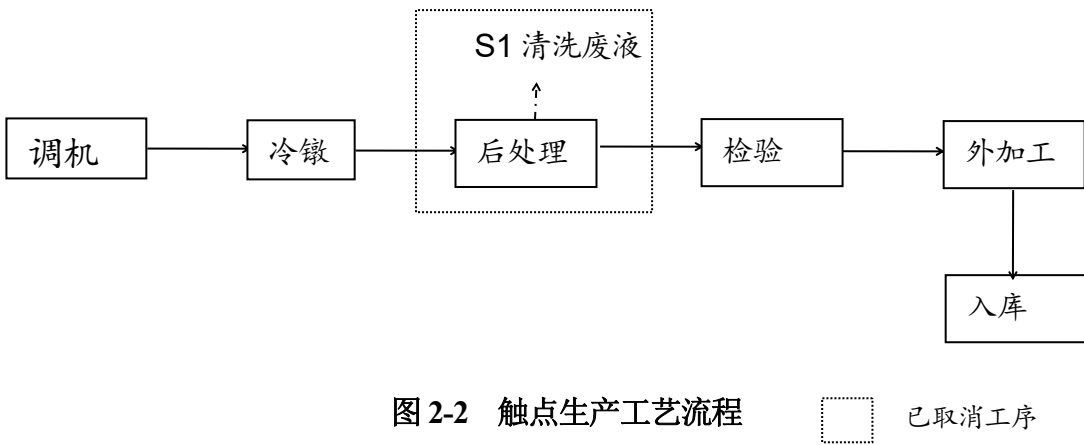 S1 清洗废液
调机
冷镦
后处理
检验
外加工
入库
图 2-2 触点生产工艺流程
已取消工序